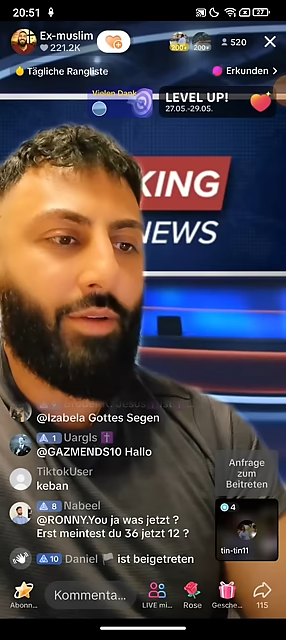 20:51
27
Ex-muslim
221.2K
200+
200+
520
Tägliche Rangliste
Erkunden
Vielen Dank
LEVEL UP!
27.05.-29.05.
KING
NEWS
@Izabela Gottes Segen
1 Uargls
@GAZMENDS10 Hallo
TiktokUser
keban
8 Nabeel
@RONNY.You ja was jetzt ?
Erst meintest du 36 jetzt 12 ?
10 Daniel ist beigetreten
Anfrage
zum
Beitreten
4
tin-tin11
Abonn...
Kommenta...
LIVE mi...
Rose
Gesche...
115